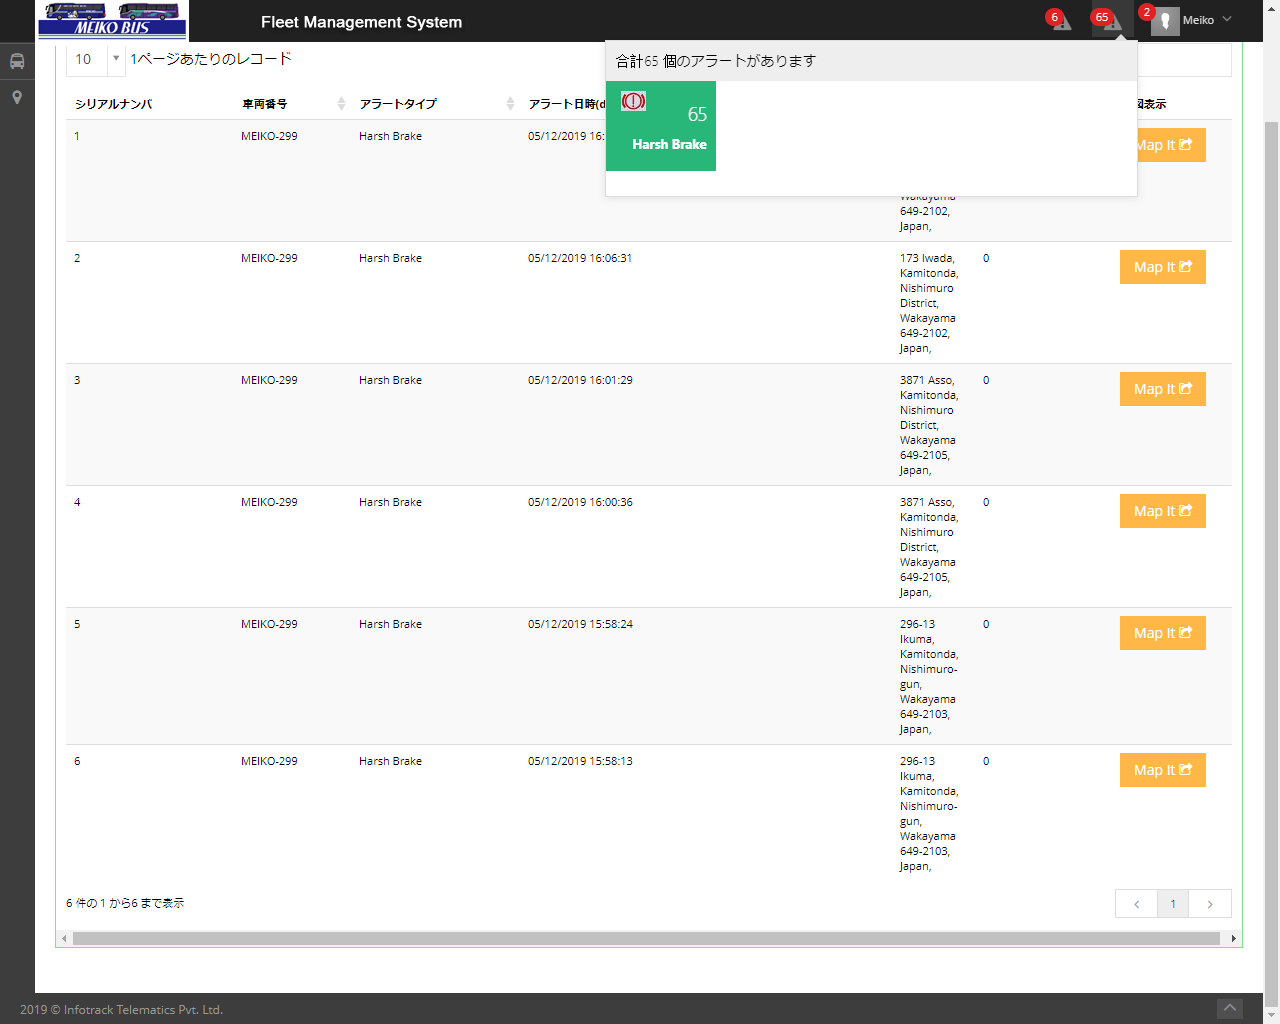 MEIKO BUS
Fleet Management System
6
65
2
Meiko
10
1ページあたりのレコード
合計65 個のアラートがあります
65
Harsh Brake
シリアルナンバ 車両番号 アラートタイプ アラート日時(d 図表示
1 MEIKO-299 Harsh Brake 05/12/2019 16: Map It
Wakayama
649-2102,
Japan,
2 MEIKO-299 Harsh Brake 05/12/2019 16:06:31 173 Iwada, 0 Map It
Kamitonda,
Nishimuro
District,
Wakayama
649-2102,
Japan,
3 MEIKO-299 Harsh Brake 05/12/2019 16:01:29 3871 Asso, 0 Map It
Kamitonda,
Nishimuro
District,
Wakayama
649-2105,
Japan,
4 MEIKO-299 Harsh Brake 05/12/2019 16:00:36 3871 Asso, 0 Map It
Kamitonda,
Nishimuro
District,
Wakayama
649-2105,
Japan,
5 MEIKO-299 Harsh Brake 05/12/2019 15:58:24 296-13 0 Map It
Ikuma,
Kamitonda,
Nishimuro-
gun,
Wakayama
649-2103,
Japan,
6 MEIKO-299 Harsh Brake 05/12/2019 15:58:13 296-13 0 Map It
Ikuma,
Kamitonda,
Nishimuro-
gun,
Wakayama
649-2103,
Japan,
6 件の 1 から6 まで表示
1
2019 © Infotrack Telematics Pvt. Ltd.